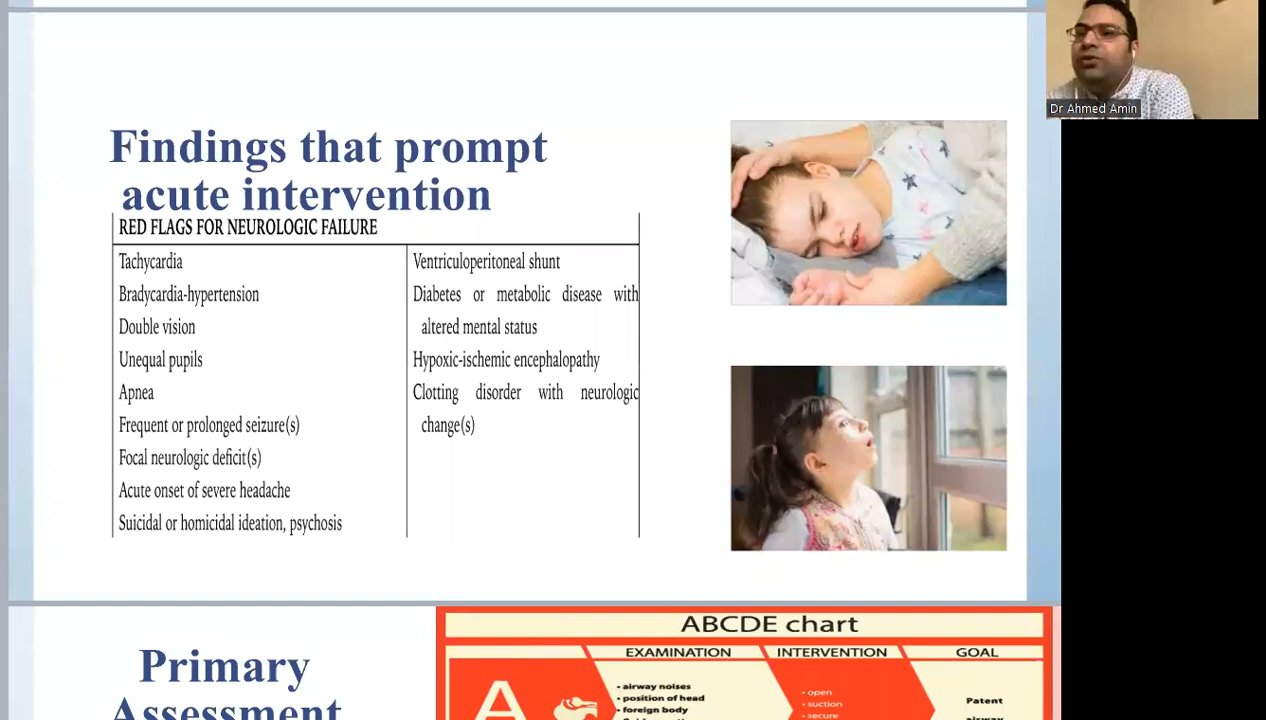 Dr Ahmed Amin
Findings that prompt
acute intervention
RED FLAGS FOR NEUROLOGIC FAILURE
Tachycardia
Bradycardia-hypertension
Double vision
Unequal pupils
Apnea
Frequent or prolonged seizure(s)
Focal neurologic deficit(s)
Acute onset of severe headache
Suicidal or homicidal ideation, psychosis
Ventriculoperitoneal shunt
Diabetes or metabolic disease with
altered mental status
Hypoxic-ischemic encephalopathy
Clotting disorder with neurologic
change(s)
Primary
Assessment
ABCDE chart
EXAMINATION
INTERVENTION
GOAL
A
• airway noises
• position of head
• foreign body
• open
• suction
• secure
Patent
airway